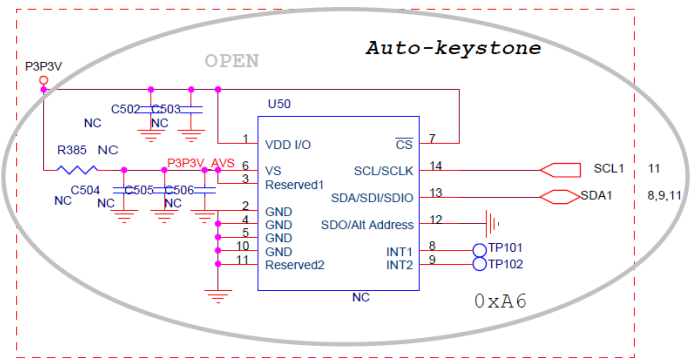 Auto-keystone
OPEN
P3P3V
C502 C503
NC NC
U50
1 VDD I/O CS 7
R385 NC
P3P3V_AVS
6 VS SCL/SCLK 14 SCL1 11
3 Reserved1
C504 C505 C506
NC NC NC
SDA/SDI/SDIO 13 SDA1 8,9,11
2 GND
4 GND SDO/Alt Address 12
5 GND
10 GND INT1 8 TP101
11 Reserved2 INT2 9 TP102
NC
0xA6